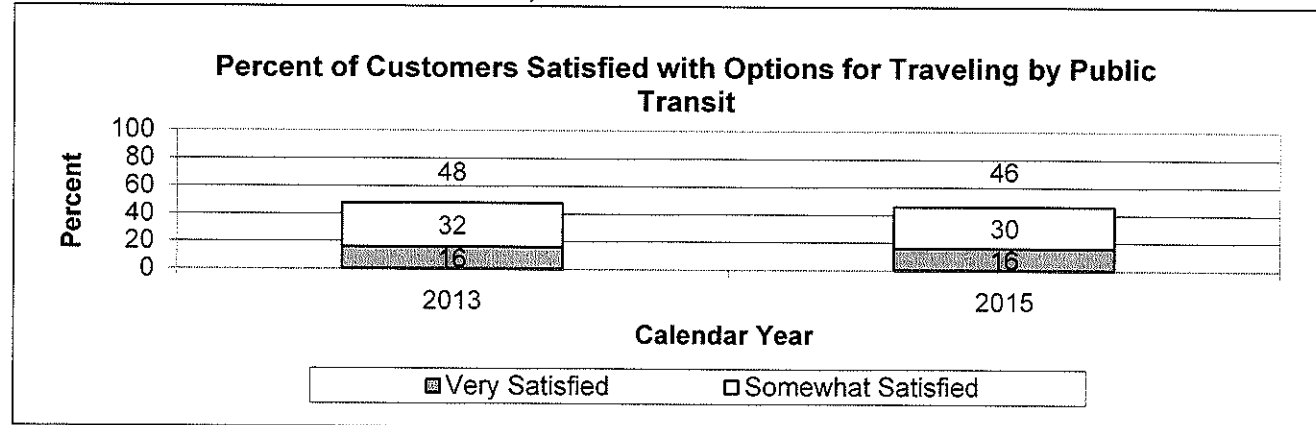 Percent of Customers Satisfied with Options for Traveling by Public
Transit
Percent
100
80
60
40
20
0
48
32
16
46
30
16
2013
2015
Calendar Year
Very Satisfied
Somewhat Satisfied